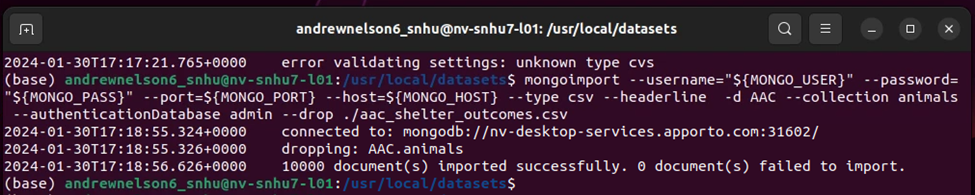 andrewnelson6_snhu@nv-snhu7-l01: /usr/local/datasets
2024-01-30T17:17:21.765+0000 error validating settings: unknown type cvs
(base) andrewnelson6_snhu@nv-snhu7-l01:/usr/local/datasets$ mongoimport --username="${MONGO_USER}" --password=
"${MONGO_PASS}" --port=${MONGO_PORT} --host=${MONGO_HOST} --type csv --headerline  -d AAC --collection animals
--authenticationDatabase admin --drop ./aac_shelter_outcomes.csv
2024-01-30T17:18:55.324+0000 connected to: mongodb://nv-desktop-services.apporto.com:31602/
2024-01-30T17:18:55.326+0000 dropping: AAC.animals
2024-01-30T17:18:56.626+0000 10000 document(s) imported successfully. 0 document(s) failed to import.
(base) andrewnelson6_snhu@nv-snhu7-l01:/usr/local/datasets$